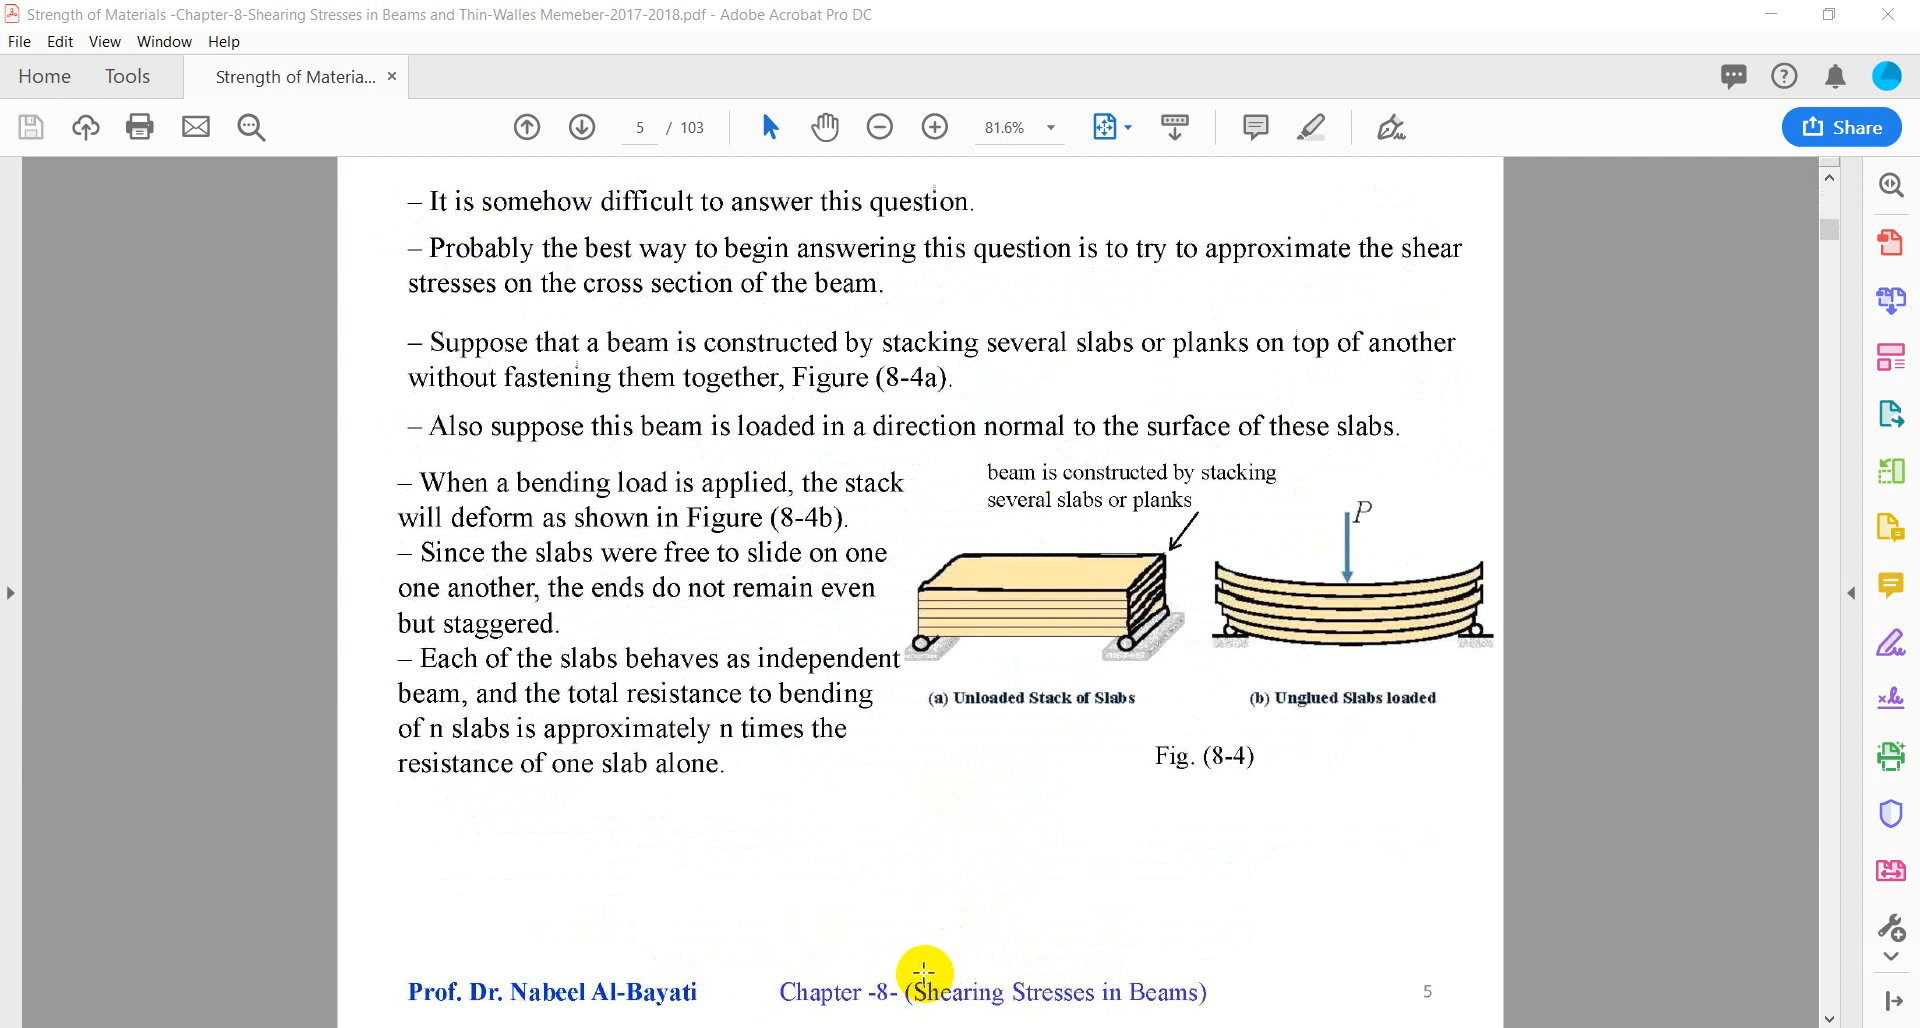 Strength of Materials -Chapter-8-Shearing Stresses in Beams and Thin-Walles Memeber-2017-2018.pdf - Adobe Acrobat Pro DC
File Edit View Window Help
Home Tools Strength of Materia... ×
5 / 103 81.6% Share
– It is somehow difficult to answer this question.
– Probably the best way to begin answering this question is to try to approximate the shear
stresses on the cross section of the beam.
– Suppose that a beam is constructed by stacking several slabs or planks on top of another
without fastening them together, Figure (8-4a).
– Also suppose this beam is loaded in a direction normal to the surface of these slabs.
– When a bending load is applied, the stack
will deform as shown in Figure (8-4b).
– Since the slabs were free to slide on one
one another, the ends do not remain even
but staggered.
– Each of the slabs behaves as independent
beam, and the total resistance to bending
of n slabs is approximately n times the
resistance of one slab alone.
beam is constructed by stacking
several slabs or planks
P
(a) Unloaded Stack of Slabs
(b) Unglued Slabs loaded
Fig. (8-4)
Prof. Dr. Nabeel Al-Bayati Chapter -8- (Shearing Stresses in Beams) 5